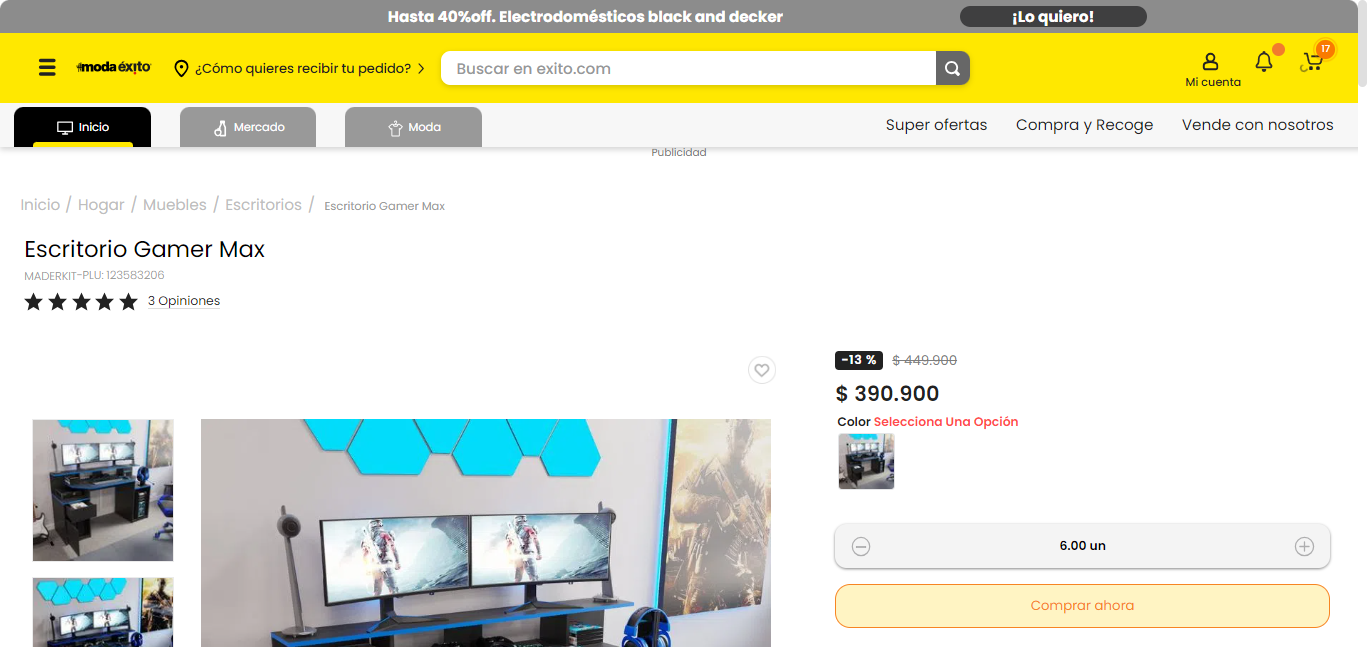 Hasta 40%off. Electrodomésticos black and decker
¡Lo quiero!
moda éxito
¿Cómo quieres recibir tu pedido?
Buscar en exito.com
Mi cuenta
17
Inicio
Mercado
Moda
Super ofertas
Compra y Recoge
Vende con nosotros
Publicidad
Inicio / Hogar / Muebles / Escritorios / Escritorio Gamer Max
Escritorio Gamer Max
MADERKIT-PLU: 123583206
3 Opiniones
-13 % $ 449.900
$ 390.900
Color Selecciona Una Opción
6.00 un
Comprar ahora